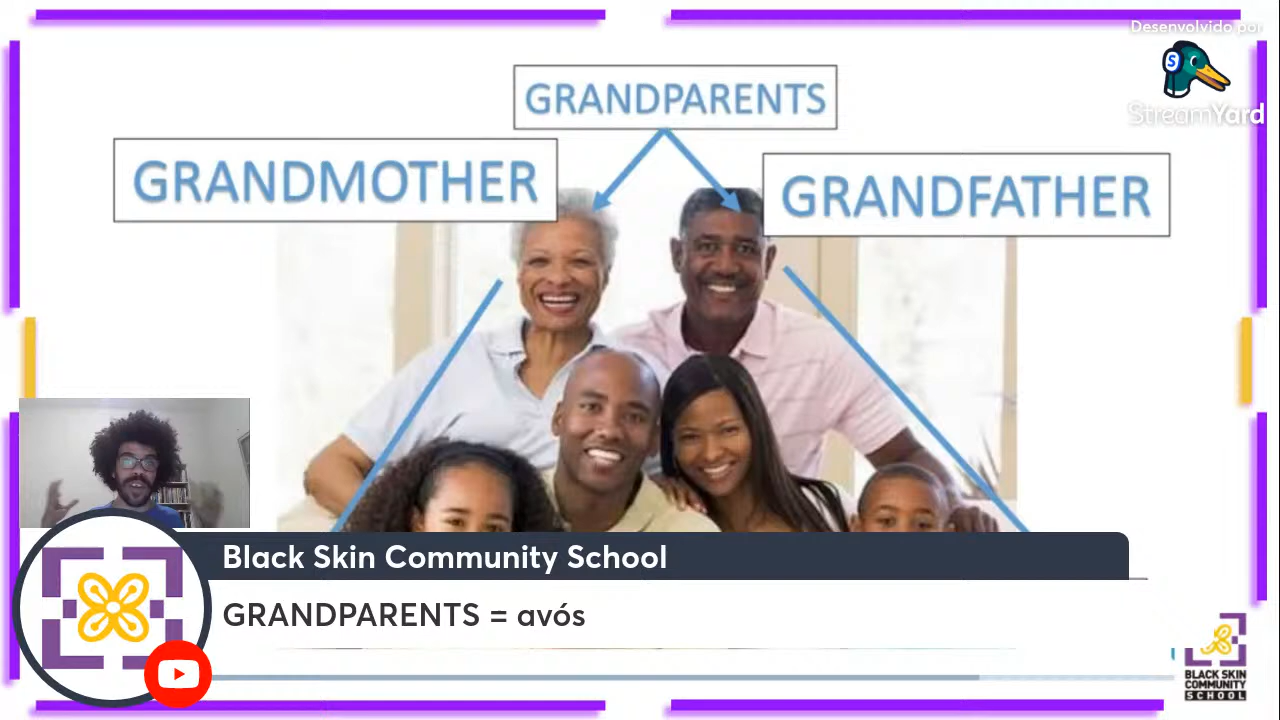 Desenvolvido por
StreamYard
GRANDPARENTS
GRANDMOTHER
GRANDFATHER
Black Skin Community School
GRANDPARENTS = avós
BLACK SKIN
COMMUNITY
SCHOOL